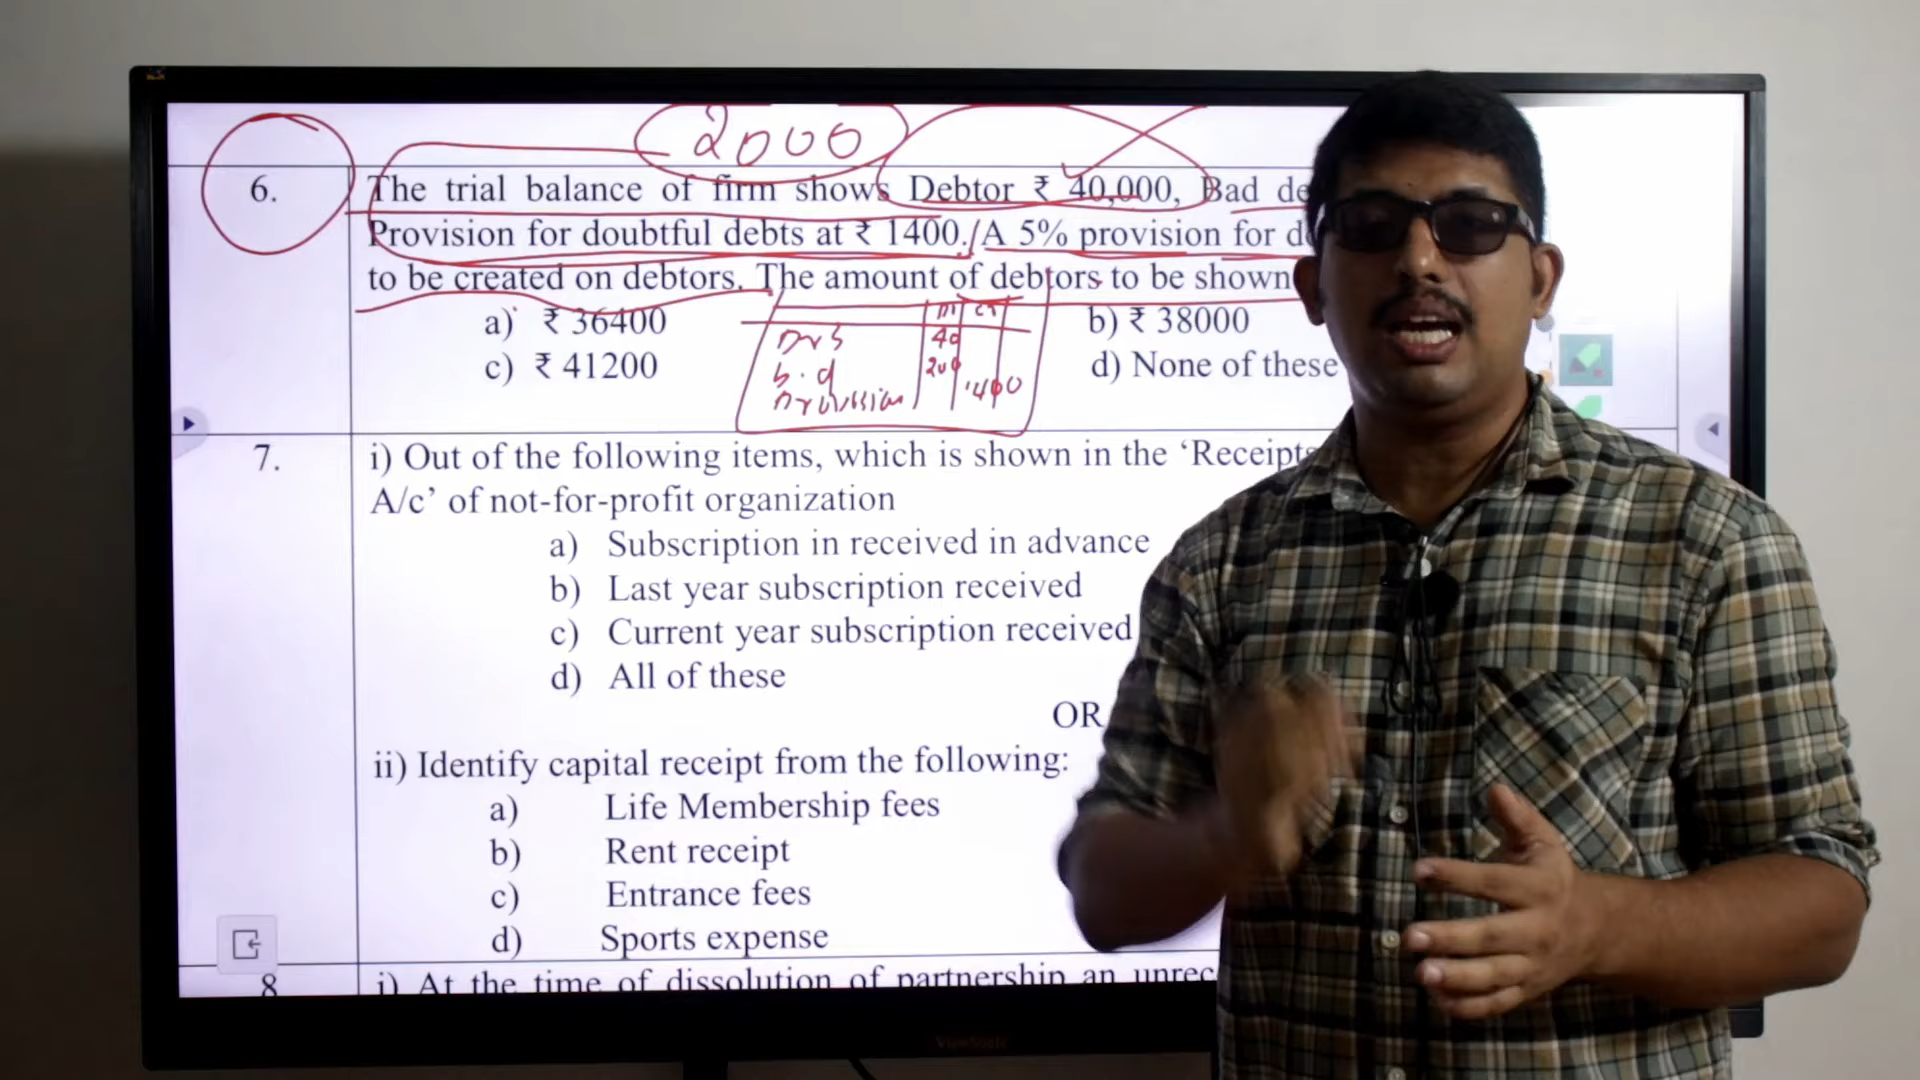 2000
6. The trial balance of firm shows Debtor ₹ 40,000, Bad de
Provision for doubtful debts at ₹ 1400. A 5% provision for d
to be created on debtors. The amount of debtors to be shown
a) ₹ 36400 b) ₹ 38000
c) ₹ 41200 d) None of these
Drs 40
b.d 200
provision 1400
7. i) Out of the following items, which is shown in the ‘Receipts
A/c’ of not-for-profit organization
a) Subscription in received in advance
b) Last year subscription received
c) Current year subscription received
d) All of these
OR
ii) Identify capital receipt from the following:
a) Life Membership fees
b) Rent receipt
c) Entrance fees
d) Sports expense
8 i) At the time of dissolution of partnership an unrec
ViewSonic